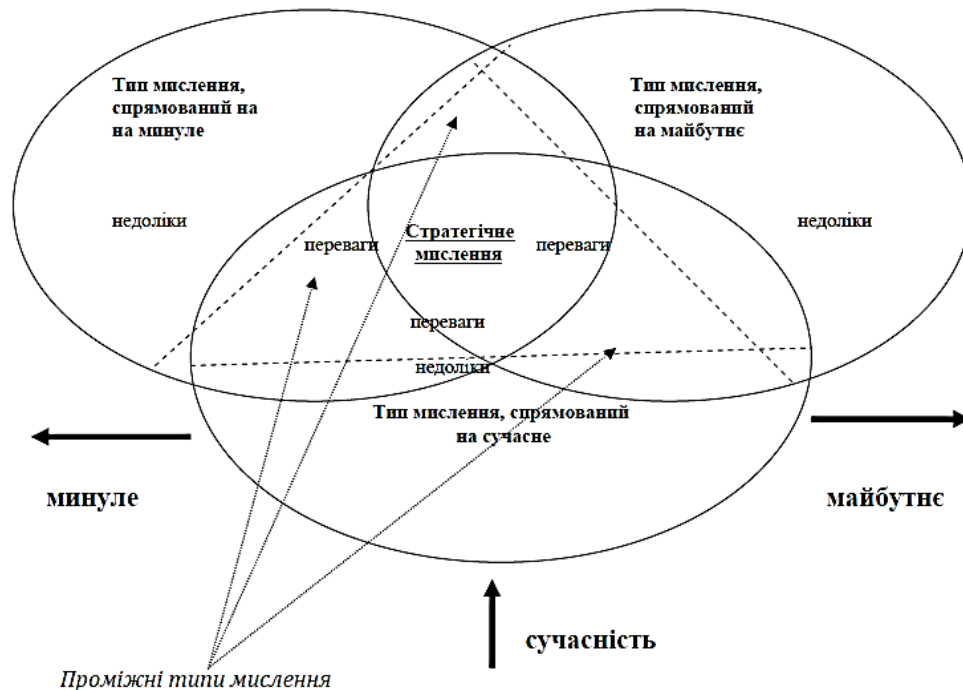 Тип мислення,
спрямований на
на минуле
Тип мислення,
спрямований
на майбутнє
недоліки
недоліки
переваги
Стратегічне
мислення
переваги
переваги
недоліки
Тип мислення, спрямований
на сучасне
минуле
майбутнє
сучасність
Проміжні типи мислення